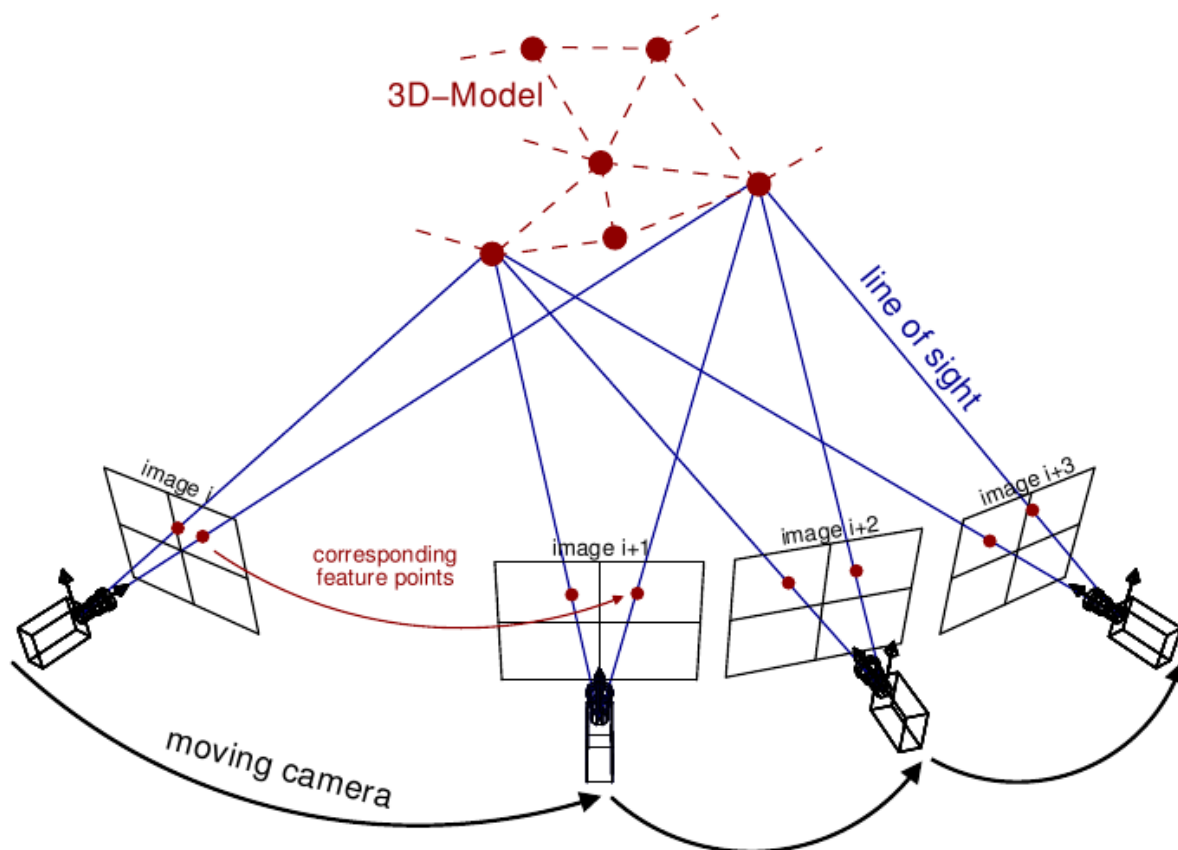 3D−Model
line of sight
image i
image i+1
image i+2
image i+3
corresponding
feature points
moving camera